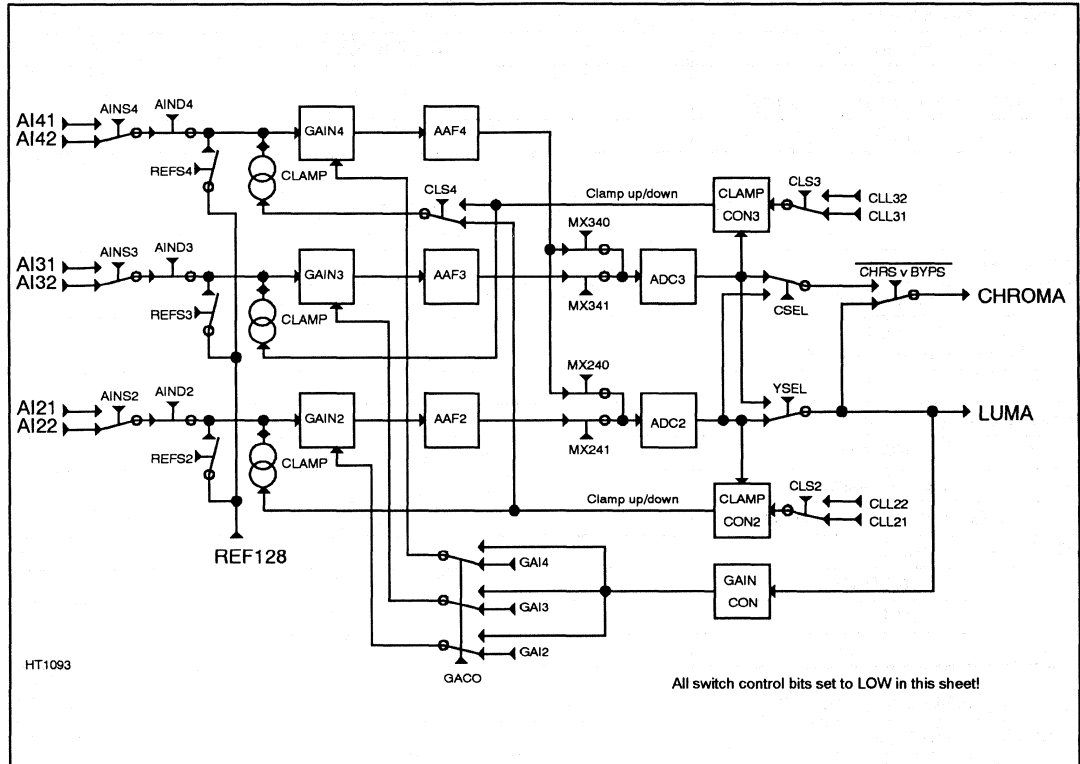 AI41
AI42
AINS4
AIND4
REFS4
CLAMP
GAIN4
AAF4
CLS4
Clamp up/down
CLAMP
CON3
CLS3
CLL32
CLL31
AI31
AI32
AINS3
AIND3
REFS3
CLAMP
GAIN3
AAF3
MX340
MX341
ADC3
CSEL
CHRS v BYPS
CHROMA
AI21
AI22
AINS2
AIND2
REFS2
CLAMP
GAIN2
AAF2
MX240
MX241
ADC2
YSEL
LUMA
Clamp up/down
CLAMP
CON2
CLS2
CLL22
CLL21
REF128
GAI4
GAI3
GAI2
GACO
GAIN
CON
HT1093
All switch control bits set to LOW in this sheet!